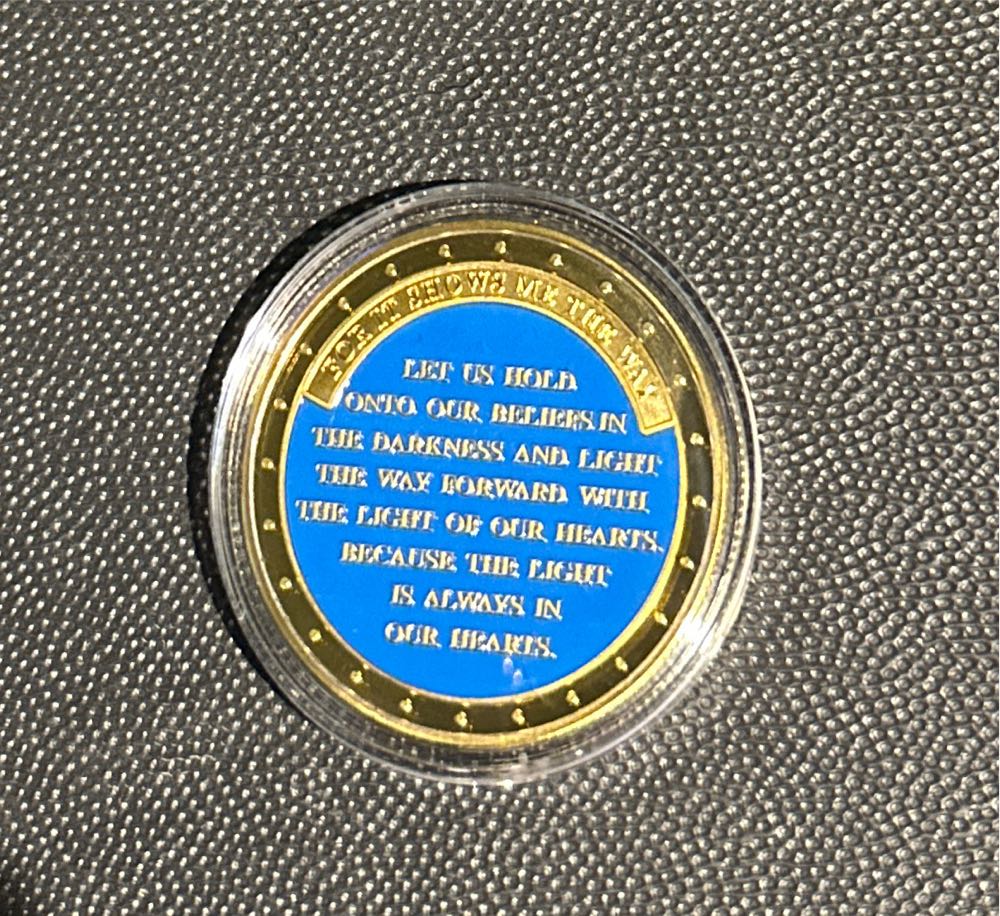 FOR IT SHOWS ME THE WAY
LET US HOLD
ONTO OUR BELIEFS IN
THE DARKNESS AND LIGHT
THE WAY FORWARD WITH
THE LIGHT OF OUR HEARTS.
BECAUSE THE LIGHT
IS ALWAYS IN
OUR HEARTS.